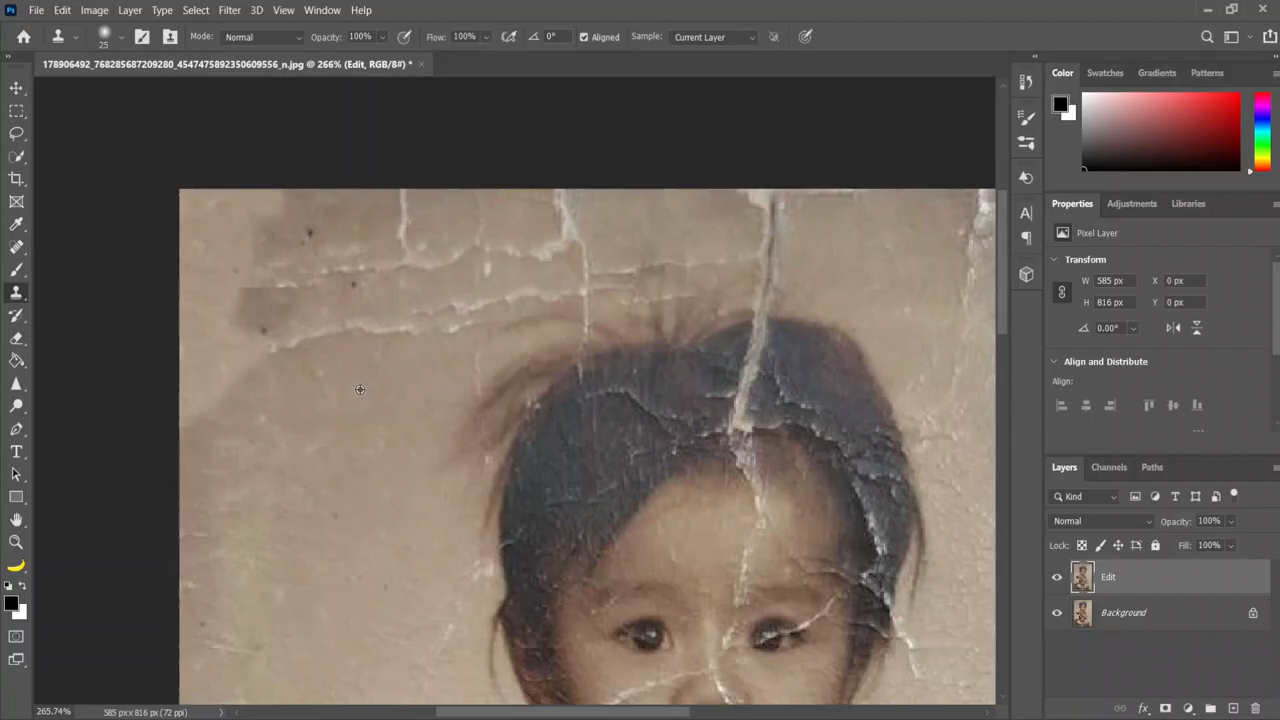 Ps File Edit Image Layer Type Select Filter 3D View Window Help
25 Mode: Normal Opacity: 100% Flow: 100% 0° Aligned Sample: Current Layer
178906492_768285687209280_4547475892350609556_n.jpg @ 266% (Edit, RGB/8#) * ×
Color Swatches Gradients Patterns
Properties Adjustments Libraries
Pixel Layer
Transform
W 585 px X 0 px
H 816 px Y 0 px
0.00°
Align and Distribute
Align:
...
Layers Channels Paths
Kind
Normal Opacity: 100%
Lock: Fill: 100%
Edit
Background
265.74% 585 px x 816 px (72 ppi)